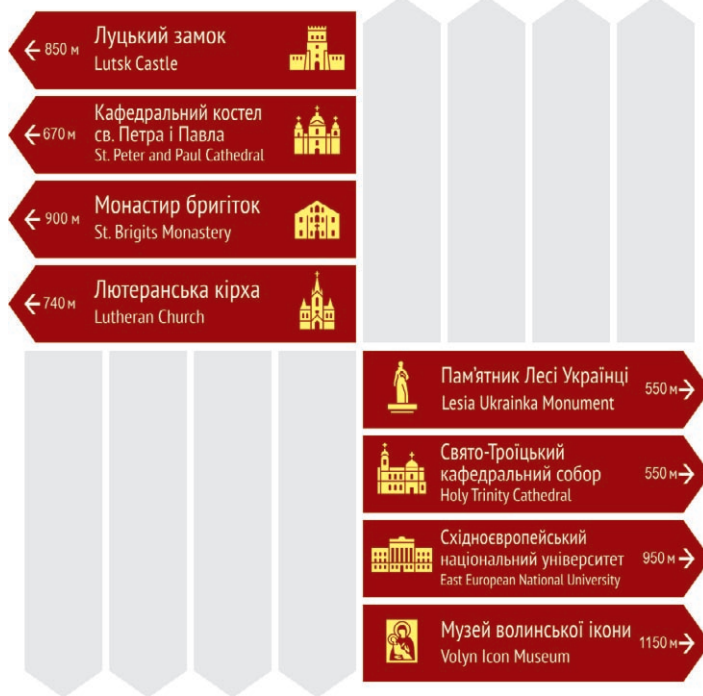 850 м
Луцький замок
Lutsk Castle
670 м
Кафедральний костел
св. Петра і Павла
St. Peter and Paul Cathedral
900 м
Монастир бригіток
St. Brigits Monastery
740 м
Лютеранська кірха
Lutheran Church
Пам'ятник Лесі Українці
Lesia Ukrainka Monument
550 м
Свято-Троїцький
кафедральний собор
Holy Trinity Cathedral
550 м
Східноєвропейський
національний університет
East European National University
950 м
Музей волинської ікони
Volyn Icon Museum
1150 м